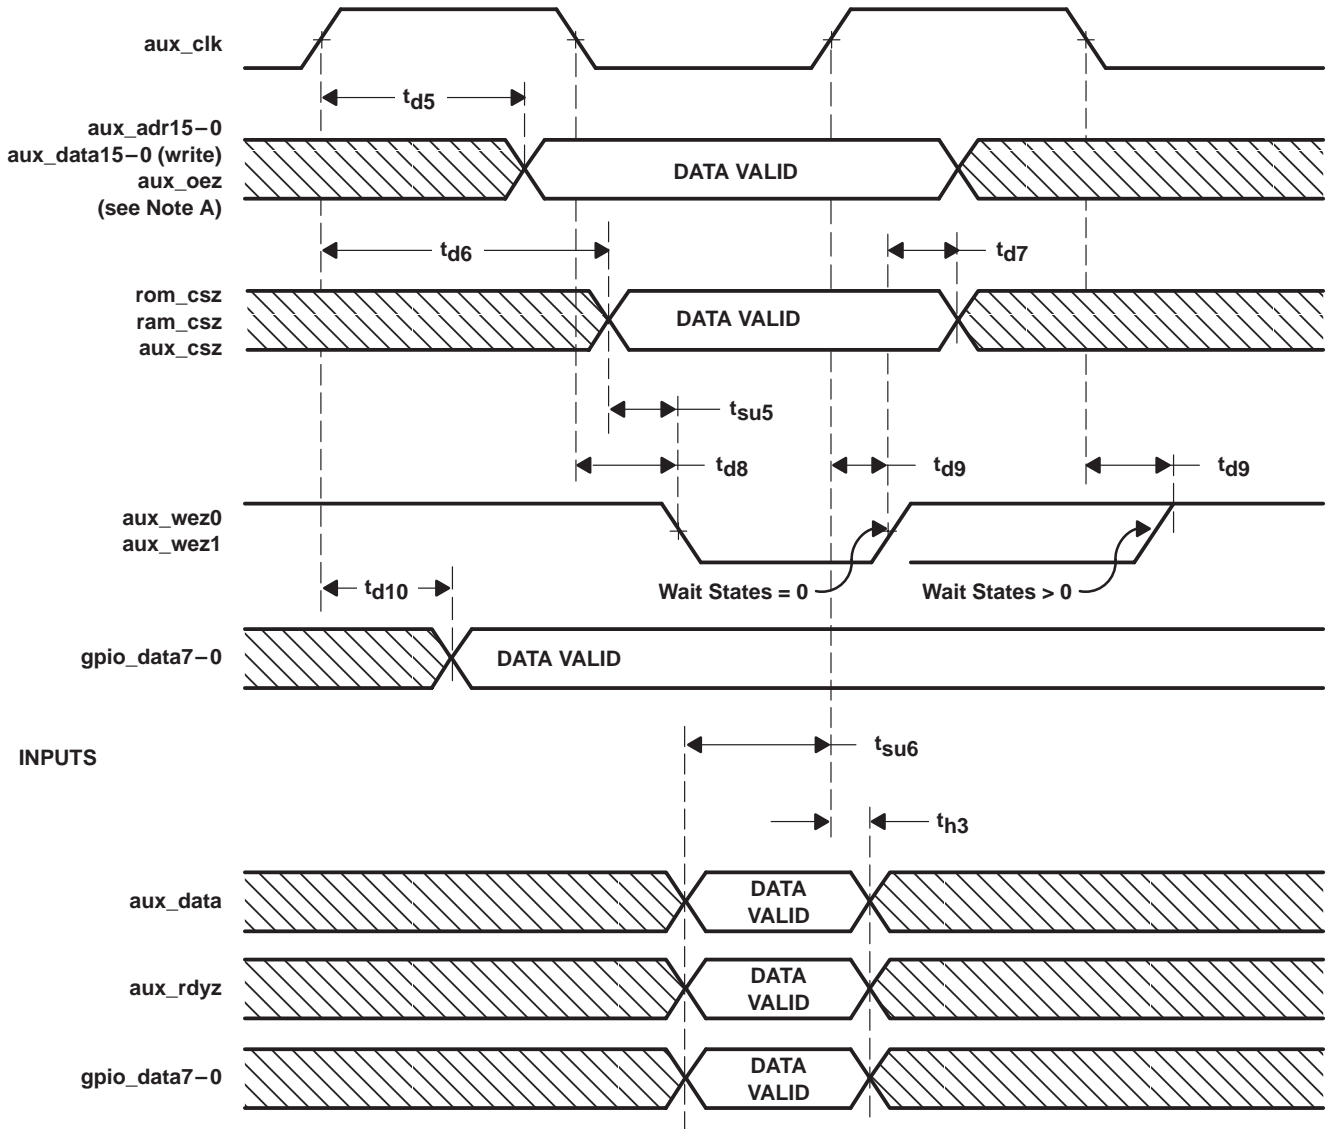 aux_clk
td5
aux_adr15−0
aux_data15−0 (write)
aux_oez
(see Note A)
DATA VALID
td6
td7
rom_csz
ram_csz
aux_csz
DATA VALID
tsu5
td8
td9
td9
aux_wez0
aux_wez1
Wait States = 0
Wait States > 0
td10
gpio_data7−0
DATA VALID
INPUTS
tsu6
th3
aux_data
DATA
VALID
aux_rdyz
DATA
VALID
gpio_data7−0
DATA
VALID